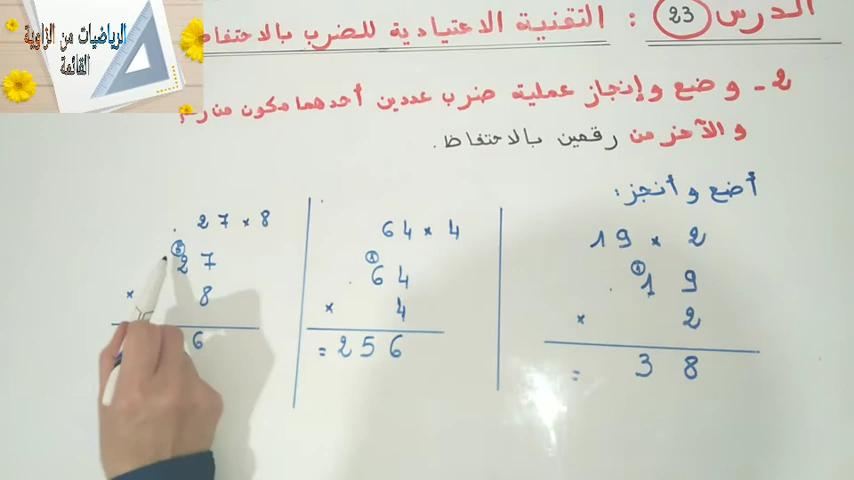 الدرس 23 : التقنية الاعتيادية للضرب بالاحتفاظ
الرياضيات من الزاوية
القائمة
2 - وضع وإنجاز عملية ضرب عددين أحدهما مكون من رقم
والآخر من رقمين بالاحتفاظ.
أضع وأنجز:
19 × 2
1
19
× 2
= 38
64 × 4
1
64
× 4
= 256
27 × 8
5
27
× 8
6